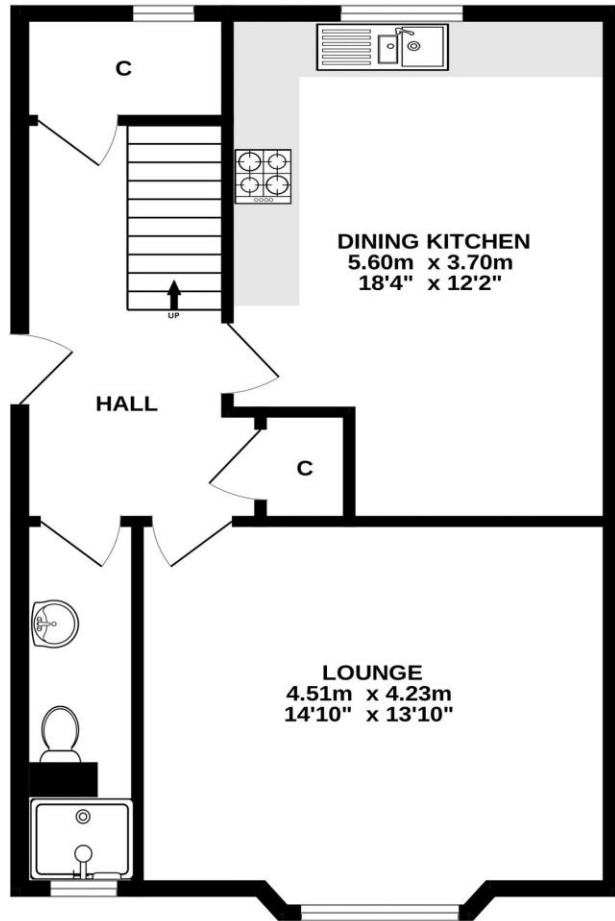 C
DINING KITCHEN
5.60m x 3.70m
18'4" x 12'2"
UP
HALL
C
LOUNGE
4.51m x 4.23m
14'10" x 13'10"